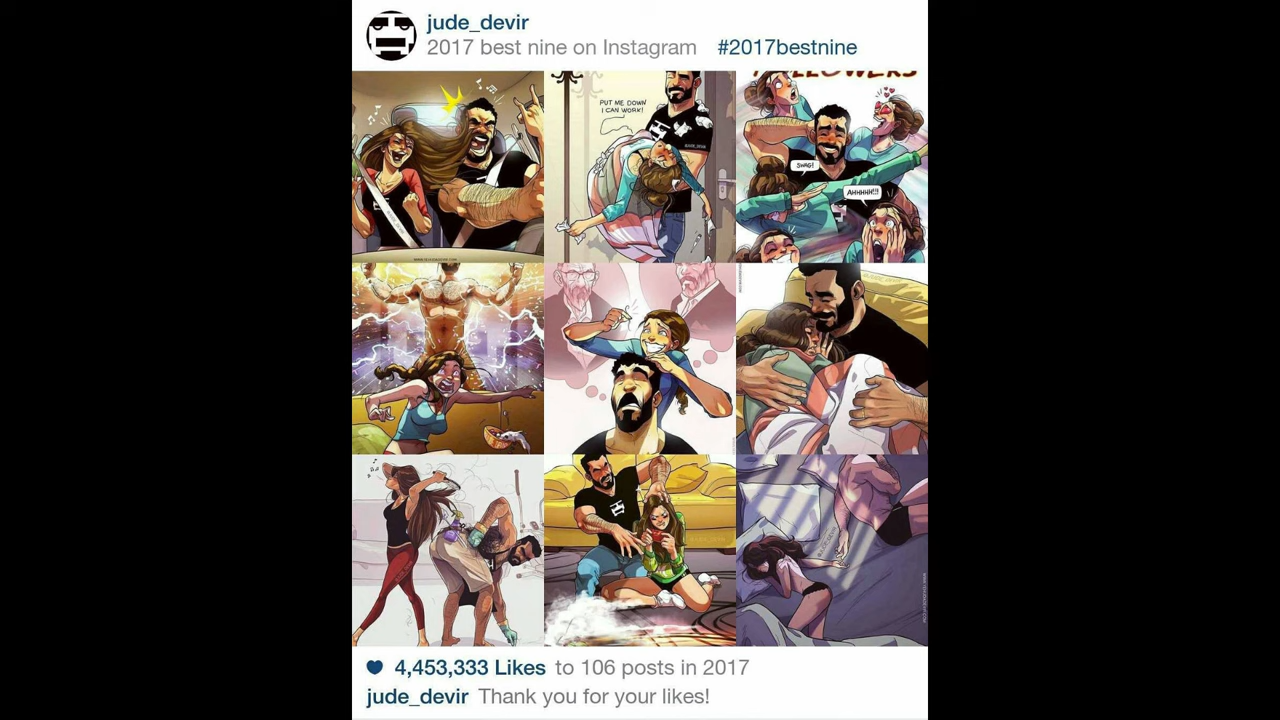 jude_devir
2017 best nine on Instagram #2017bestnine
PUT ME DOWN
I CAN WORK!
SWAG!
AHHHHH!!!
4,453,333 Likes to 106 posts in 2017
jude_devir Thank you for your likes!